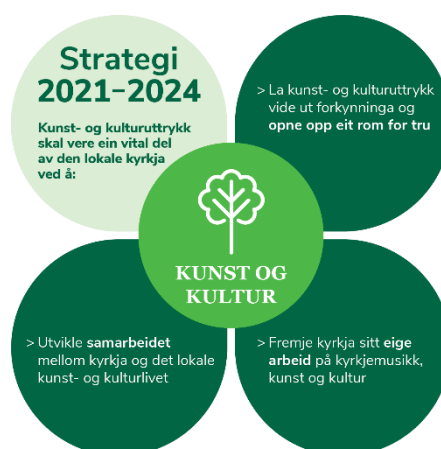 Strategi
2021–2024
Kunst- og kulturuttrykk
skal vere ein vital del
av den lokale kyrkja
ved å:
> La kunst- og kulturuttrykk
vide ut forkynninga og
opne opp eit rom for tru
KUNST OG
KULTUR
> Utvikle samarbeidet
mellom kyrkja og det lokale
kunst- og kulturlivet
> Fremje kyrkja sitt eige
arbeid på kyrkjemusikk,
kunst og kultur